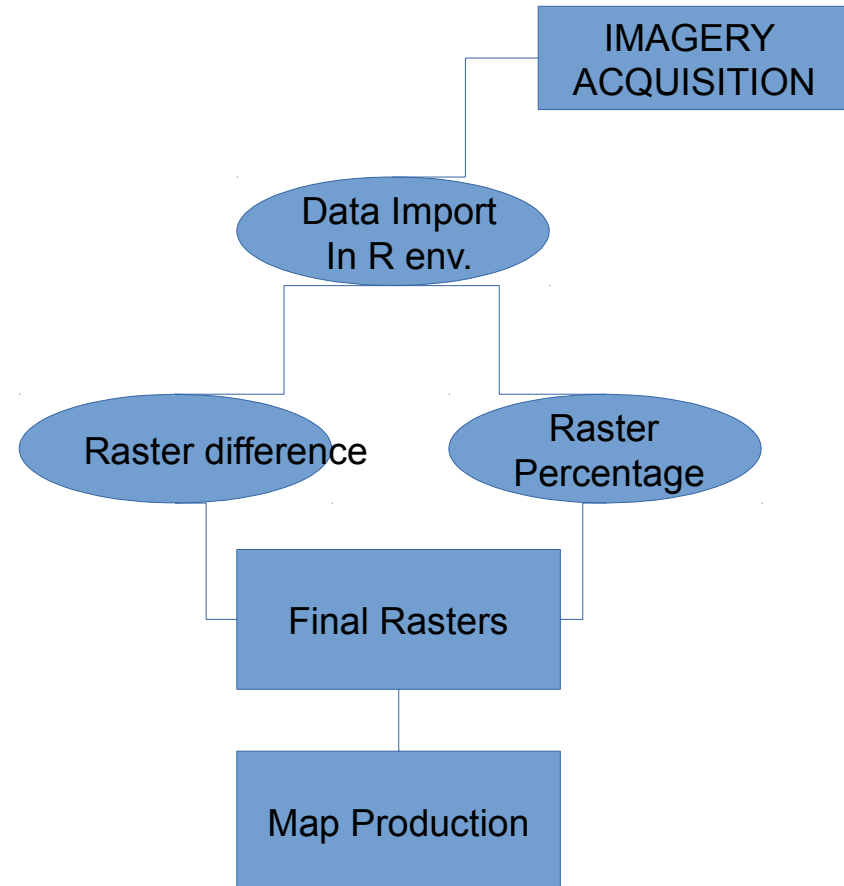 IMAGERY
ACQUISITION
Data Import
In R env.
Raster difference
Raster
Percentage
Final Rasters
Map Production